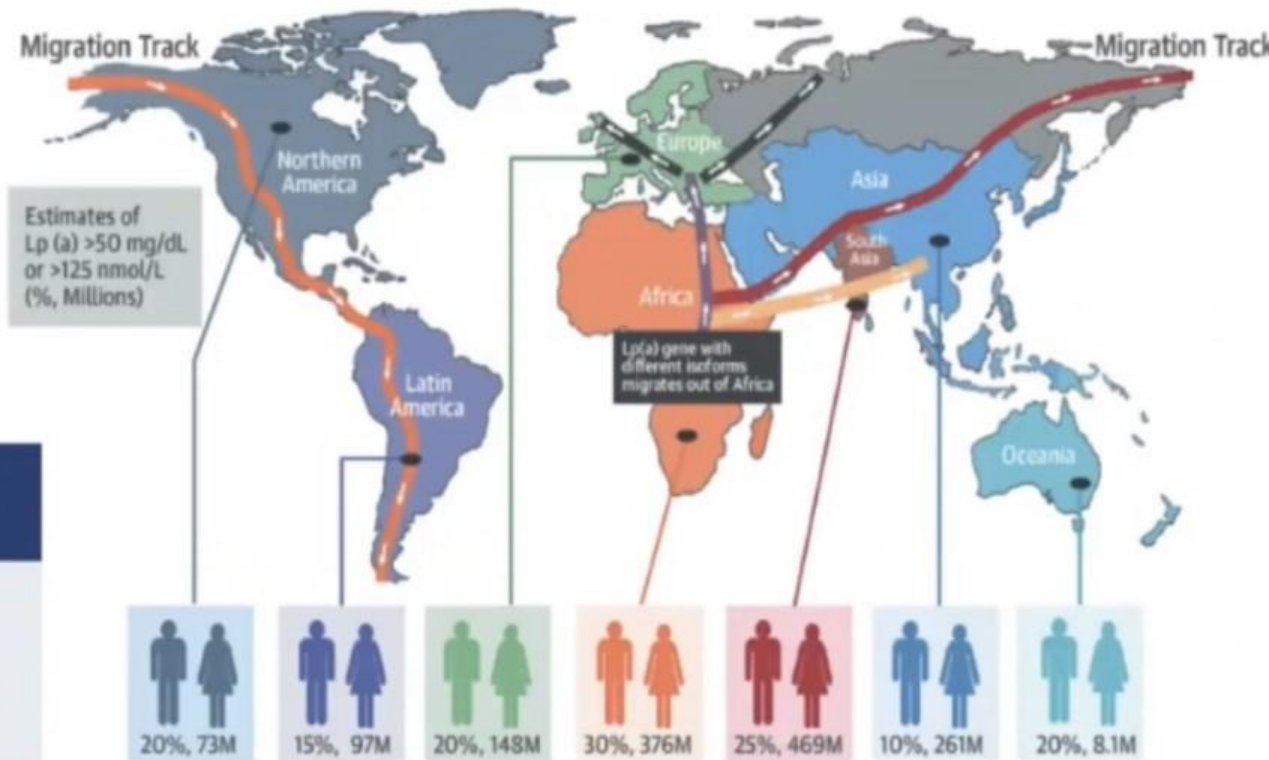 Migration Track
Migration Track
Northern
America
Europe
Asia
South
Asia
Estimates of
Lp (a) >50 mg/dL
or >125 nmol/L
(%, Millions)
Africa
Lp(a) gene with
different isoforms
migrates out of Africa
Latin
America
Oceania
20%, 73M
15%, 97M
20%, 148M
30%, 376M
25%, 469M
10%, 261M
20%, 8.1M